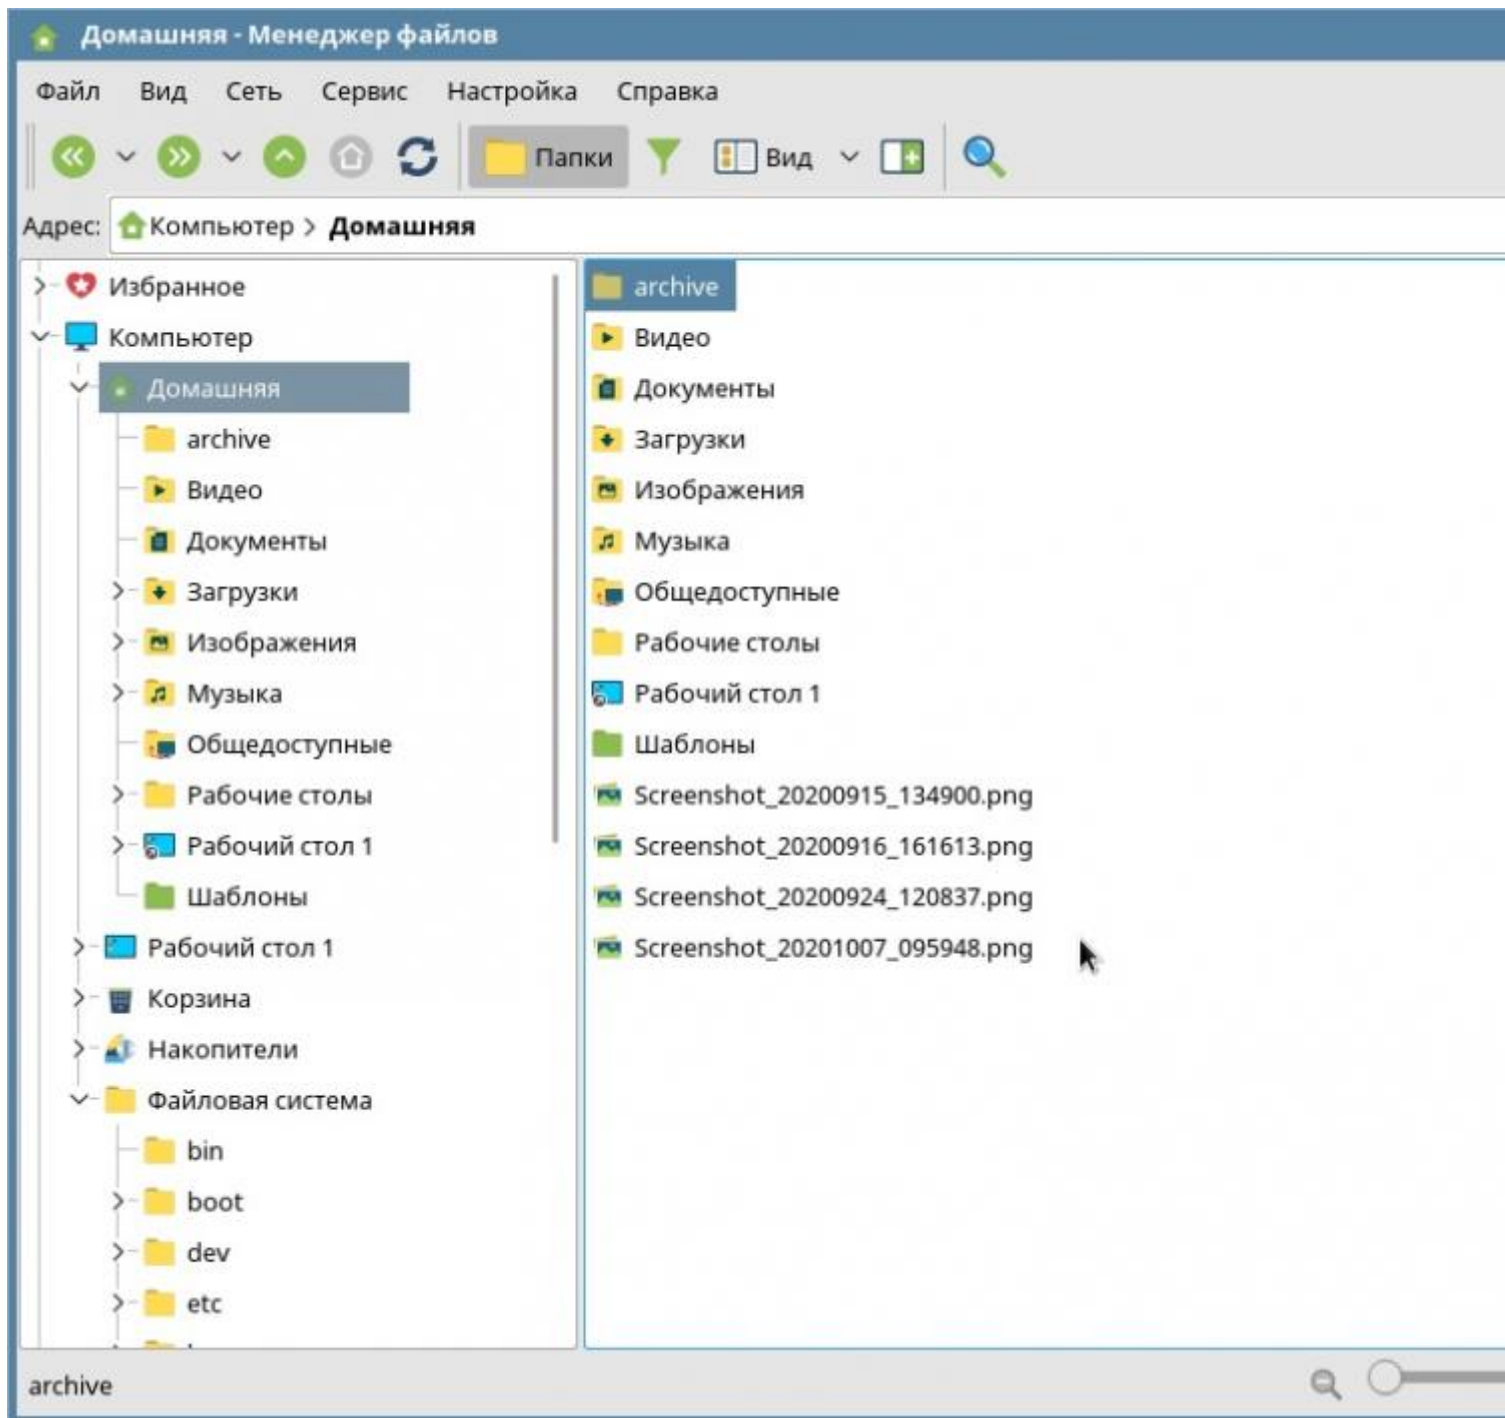 Домашняя - Менеджер файлов
Файл Вид Сеть Сервис Настройка Справка
Папки Вид
Адрес: Компьютер > Домашняя
Избранное
Компьютер
Домашняя
archive
Видео
Документы
Загрузки
Изображения
Музыка
Общедоступные
Рабочие столы
Рабочий стол 1
Шаблоны
Рабочий стол 1
Корзина
Накопители
Файловая система
bin
boot
dev
etc
archive
Видео
Документы
Загрузки
Изображения
Музыка
Общедоступные
Рабочие столы
Рабочий стол 1
Шаблоны
Screenshot_20200915_134900.png
Screenshot_20200916_161613.png
Screenshot_20200924_120837.png
Screenshot_20201007_095948.png
archive